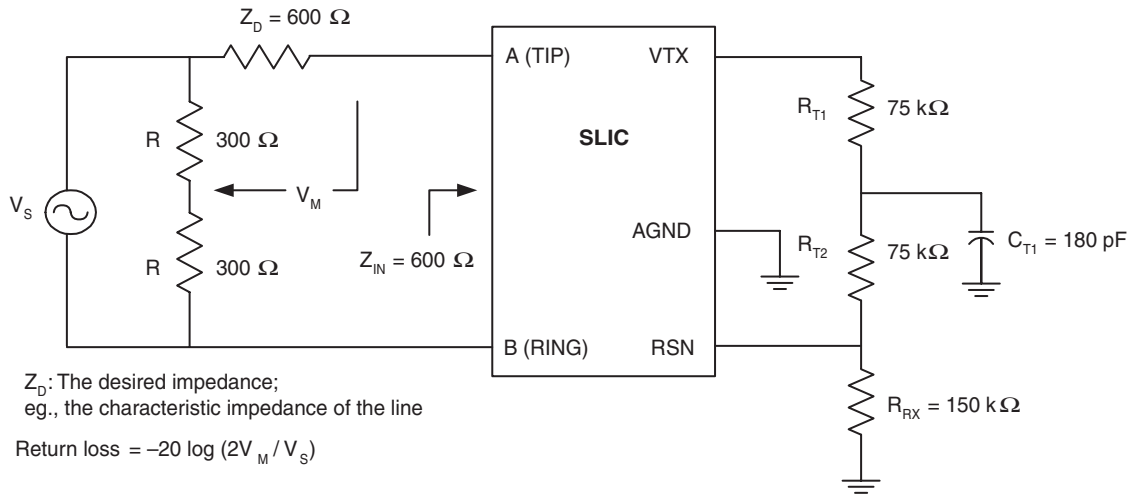 Z_D = 600 Ω
A (TIP)
VTX
R_T1
75 kΩ
SLIC
R
300 Ω
V_M
V_S
R
300 Ω
Z_IN = 600 Ω
AGND
R_T2
75 kΩ
C_T1 = 180 pF
B (RING)
RSN
Z_D: The desired impedance;
eg., the characteristic impedance of the line
R_RX = 150 kΩ
Return loss = –20 log (2V_M / V_S)